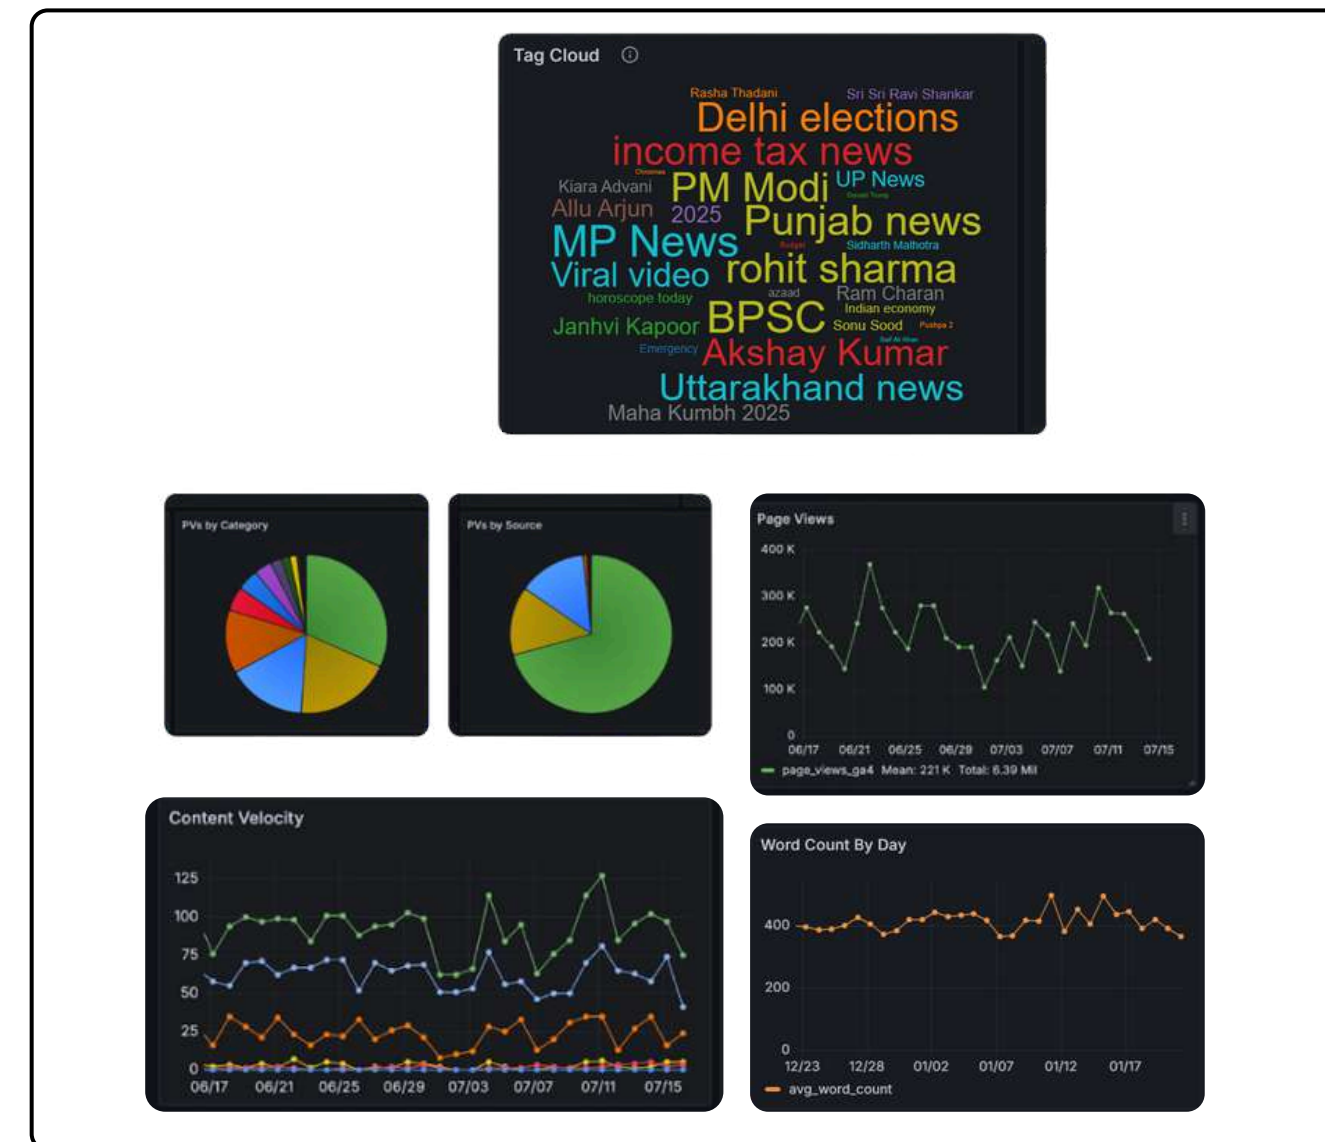 Tag Cloud
Rasha Thadani Sri Sri Ravi Shankar
Delhi elections
income tax news
Christmas
Kiara Advani PM Modi UP News
Donald Trump
Allu Arjun 2025 Punjab news
MP News Budget Sidharth Malhotra
Viral video rohit sharma
horoscope today azaad Ram Charan
Indian economy
Janhvi Kapoor BPSC Sonu Sood Pushpa 2
Saif Ali Khan
Emergency Akshay Kumar
Uttarakhand news
Maha Kumbh 2025
PVs by Category
PVs by Source
Page Views
400 K
300 K
200 K
100 K
0
06/17 06/21 06/25 06/29 07/03 07/07 07/11 07/15
page_views_ga4 Mean: 221 K Total: 6.39 Mil
Content Velocity
125
100
75
50
25
0
06/17 06/21 06/25 06/29 07/03 07/07 07/11 07/15
Word Count By Day
400
200
0
12/23 12/28 01/02 01/07 01/12 01/17
avg_word_count